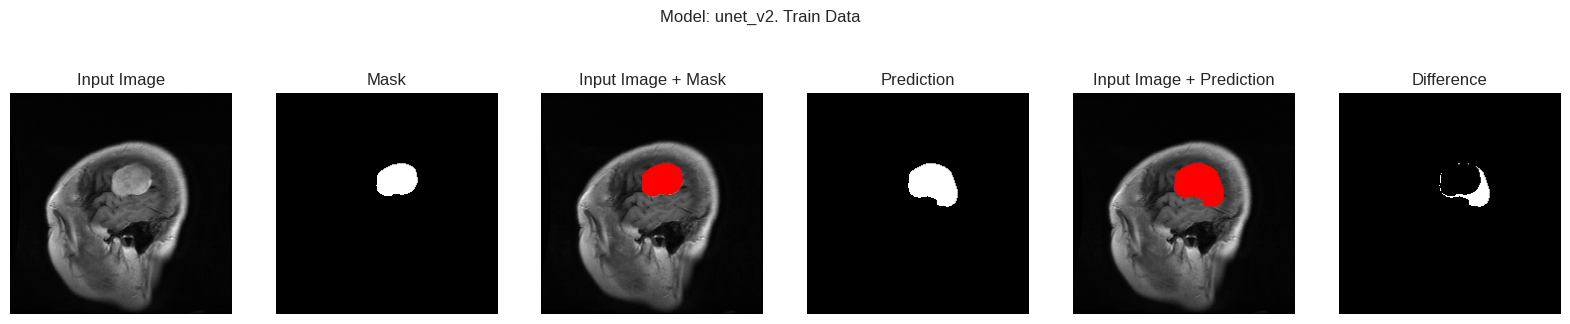 Model: unet_v2. Train Data
Input Image
Mask
Input Image + Mask
Prediction
Input Image + Prediction
Difference